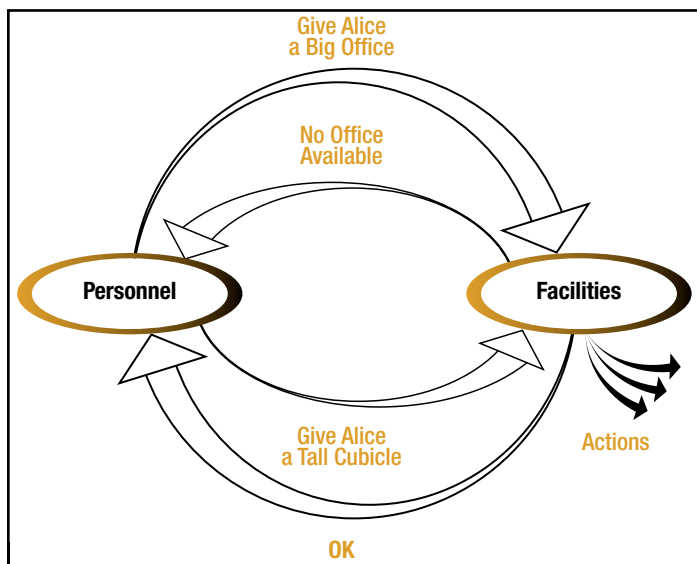 Give Alice
a Big Office
No Office
Available
Personnel
Facilities
Give Alice
a Tall Cubicle
Actions
OK